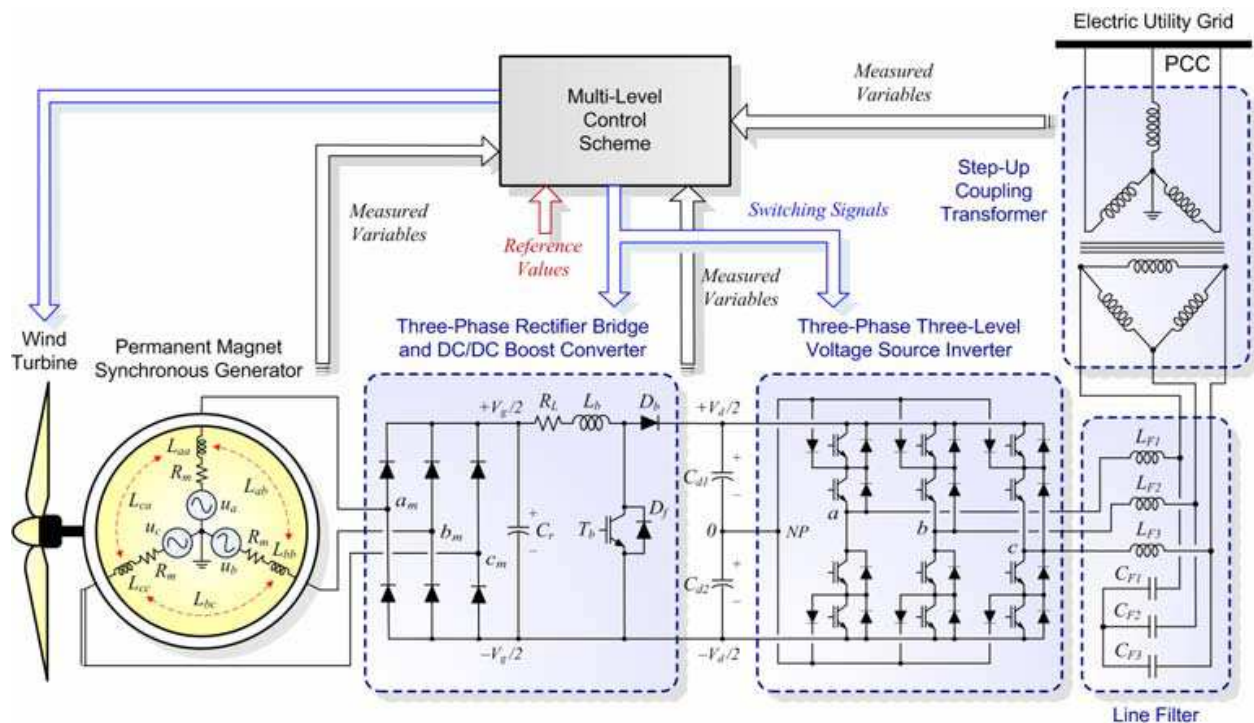 Electric Utility Grid
PCC
Measured
Variables
Multi-Level
Control
Scheme
Step-Up
Coupling
Transformer
Measured
Variables
Reference
Values
Switching Signals
Measured
Variables
Wind
Turbine
Permanent Magnet
Synchronous Generator
Three-Phase Rectifier Bridge
and DC/DC Boost Converter
Three-Phase Three-Level
Voltage Source Inverter
L_aa
R_m
L_ca
L_ab
u_a
u_c
R_m
u_b
L_bb
L_cc
R_m
L_bc
+V_g/2
R_L
L_b
D_b
a_m
b_m
c_m
+
C_r
–
T_b
D_f
–V_g/2
+V_d/2
+
C_d1
–
0
NP
+
C_d2
–
–V_d/2
a
b
c
L_F1
L_F2
L_F3
C_F1
C_F2
C_F3
Line Filter